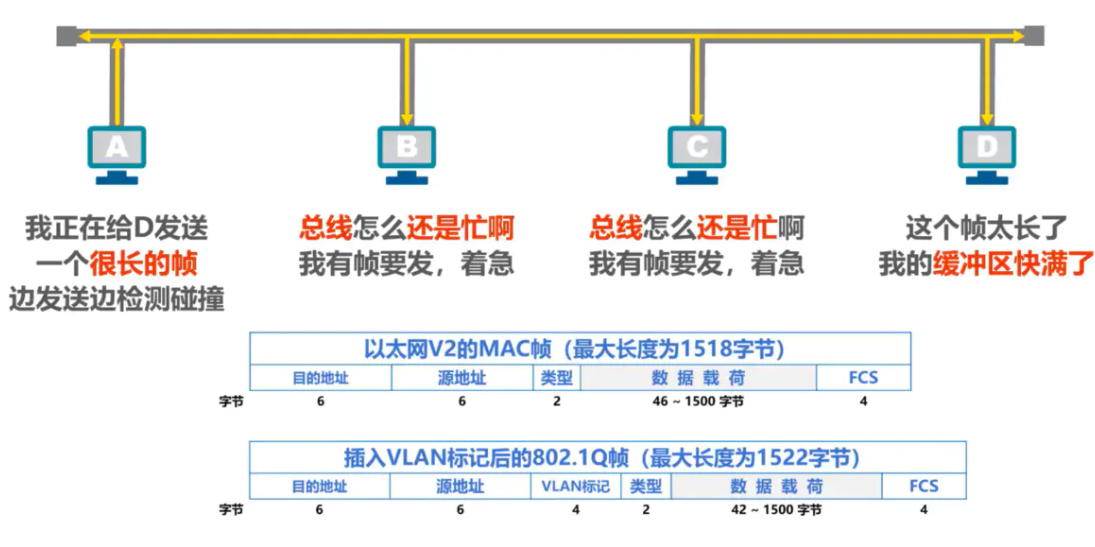 A B C D
我正在给D发送
一个很长的帧
边发送边检测碰撞
总线怎么还是忙啊
我有帧要发，着急
总线怎么还是忙啊
我有帧要发，着急
这个帧太长了
我的缓冲区快满了
以太网V2的MAC帧（最大长度为1518字节）
目的地址 源地址 类型 数据载荷 FCS
字节 6 6 2 46 ~ 1500 字节 4
插入VLAN标记后的802.1Q帧（最大长度为1522字节）
目的地址 源地址 VLAN标记 类型 数据载荷 FCS
字节 6 6 4 2 42 ~ 1500 字节 4